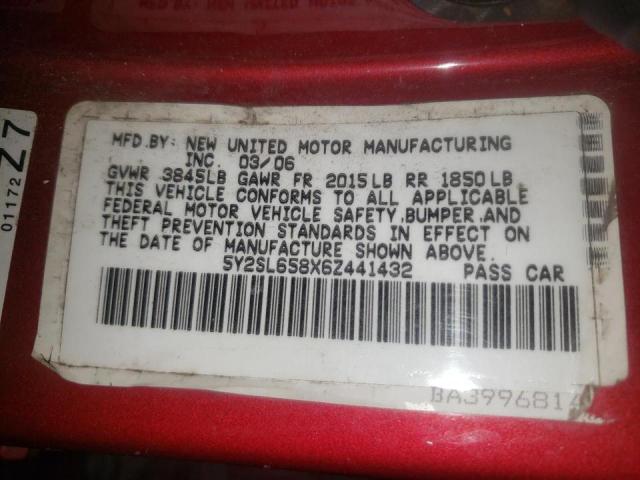 MFD.BY: NEW UNITED MOTOR MANUFACTURING
INC. 03/06
GVWR 3845LB GAWR FR 2015LB RR 1850LB
THIS VEHICLE CONFORMS TO ALL APPLICABLE
FEDERAL MOTOR VEHICLE SAFETY,BUMPER,AND
THEFT PREVENTION STANDARDS IN EFFECT ON
THE DATE OF MANUFACTURE SHOWN ABOVE.
5Y2SL658X6Z441432 PASS CAR
BA3996814
01172
Z 7